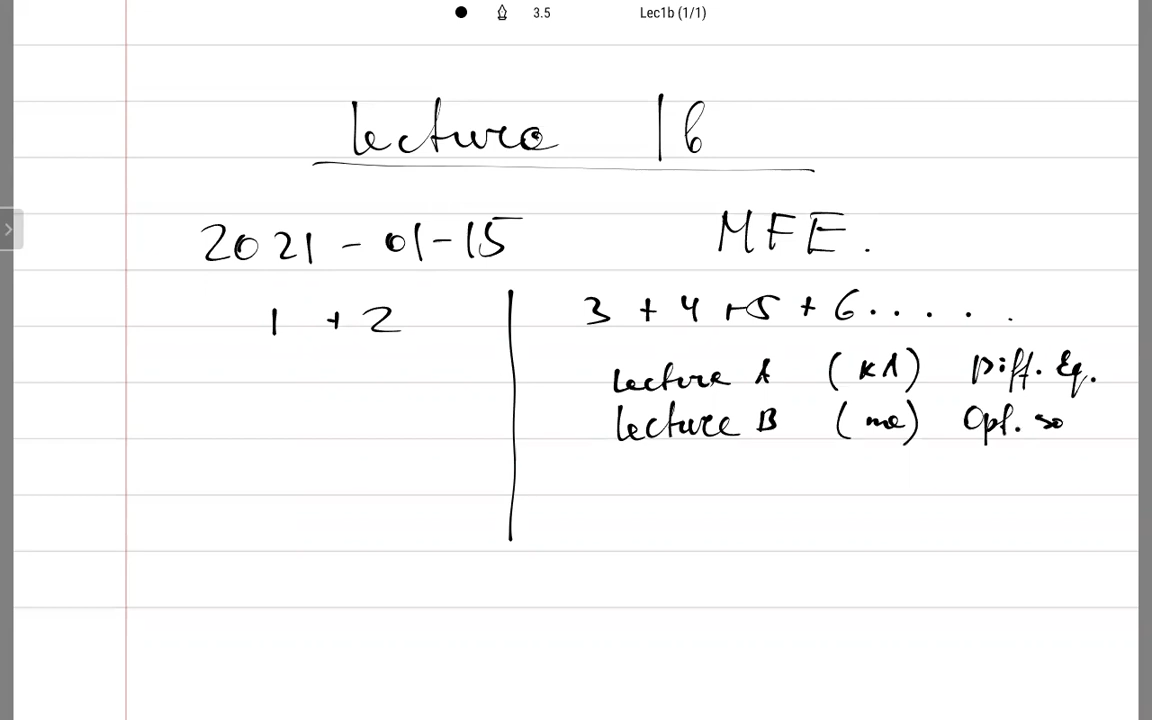 3.5 Lec1b (1/1)
Lecture 1b
2021-01-15 MFE.
1 + 2
3 + 4 + 5 + 6 . . . . .
Lecture A (KA) Diff. Eq.
Lecture B (me) Opt.